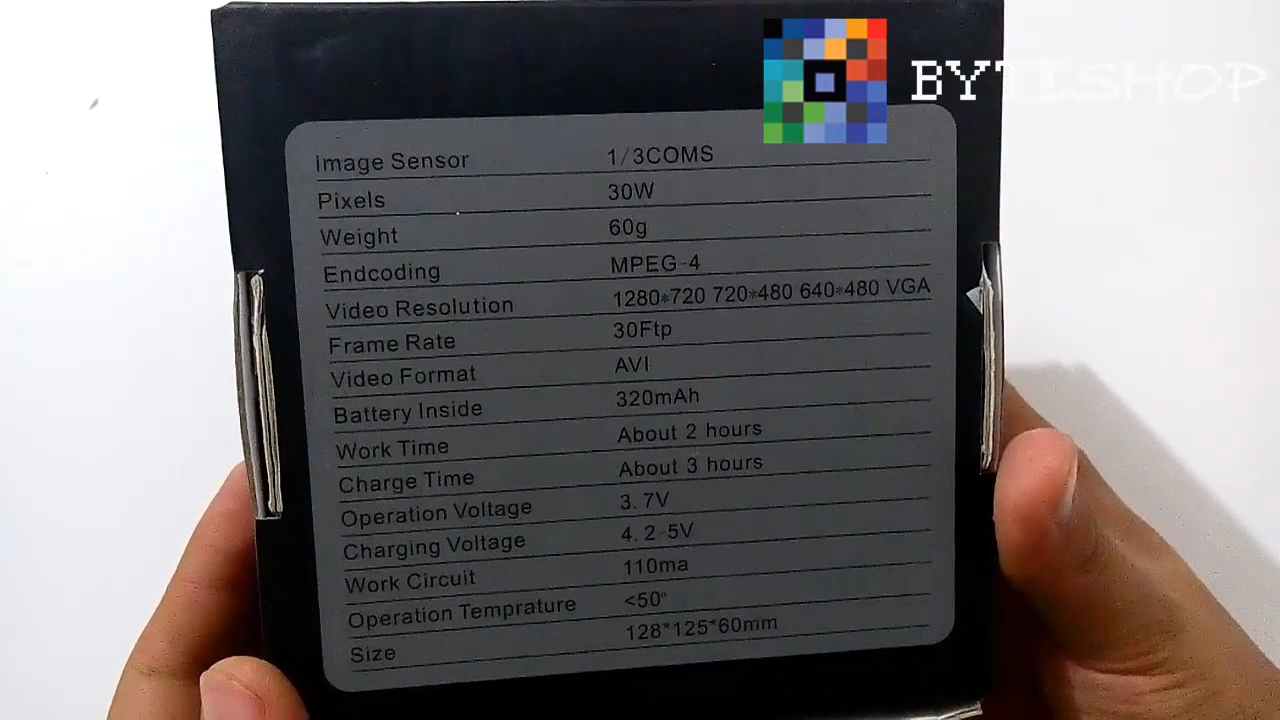 BYTESHOP
Image Sensor 1/3COMS
Pixels 30W
Weight 60g
Endcoding MPEG-4
Video Resolution 1280*720 720*480 640*480 VGA
Frame Rate 30Ftp
Video Format AVI
Battery Inside 320mAh
Work Time About 2 hours
Charge Time About 3 hours
Operation Voltage 3.7V
Charging Voltage 4.2-5V
Work Circuit 110ma
Operation Temprature <50°
Size 128*125*60mm